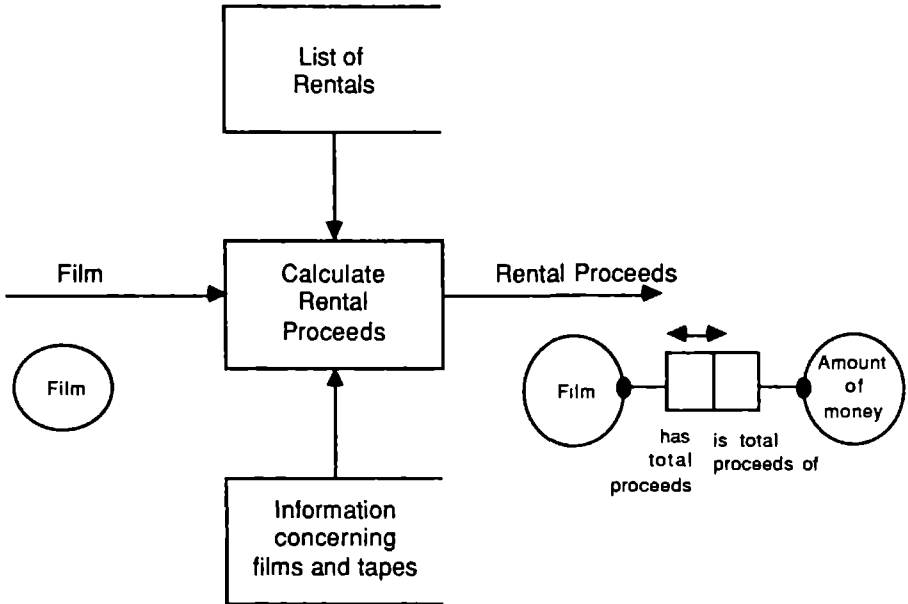 List of
Rentals
Film
Calculate
Rental
Proceeds
Rental Proceeds
Film
Film
Amount
of
money
has
total
proceeds
is total
proceeds of
Information
concerning
films and tapes